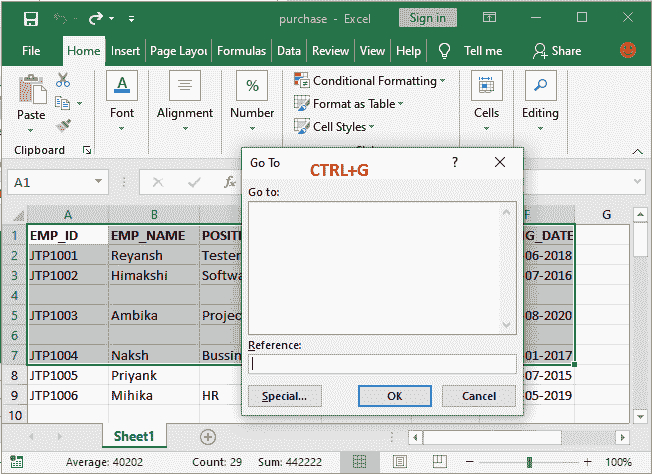 purchase - Excel
Sign in
File Home Insert Page Layou Formulas Data Review View Help Tell me Share
Paste
Clipboard
A
Font
Alignment
%
Number
Conditional Formatting
Format as Table
Cell Styles
Cells
Editing
A1
fx
Go To
CTRL+G
?
Go to:
Reference:
Special...
OK
Cancel
A B F G
1 EMP_ID EMP_NAME POSITI G_DATE
2 JTP1001 Reyansh Tester -06-2018
3 JTP1002 Himakshi Softwa -07-2016
4
5 JTP1003 Ambika Projec -08-2020
6
7 JTP1004 Naksh Bussin -01-2017
8 JTP1005 Priyank -07-2015
9 JTP1006 Mihika HR -05-2019
10
Sheet1
Average: 40202 Count: 29 Sum: 442222 100%